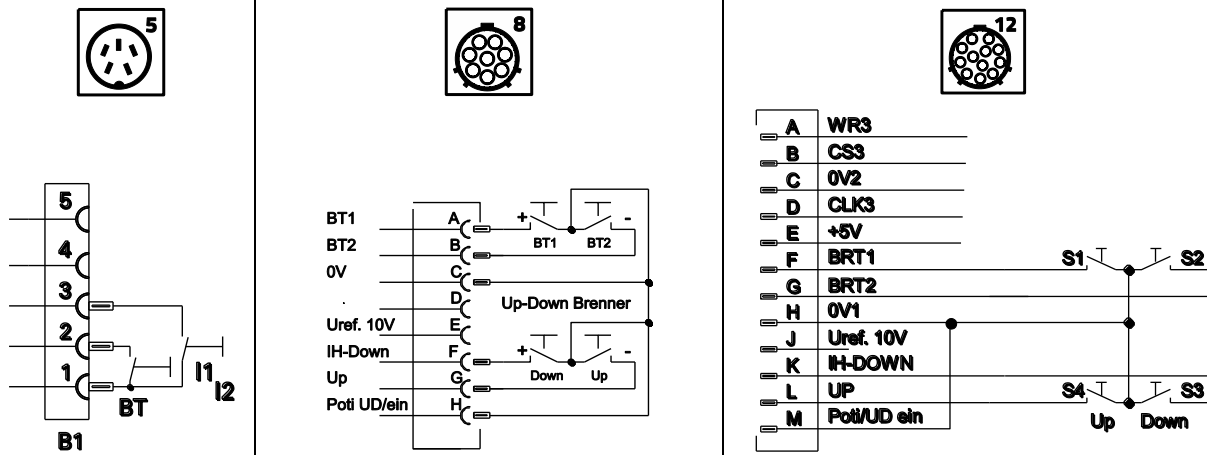 5
5
4
3
2
1
BT
I1
I2
B1
8
BT1
BT2
0V
.
Uref. 10V
IH-Down
Up
Poti UD/ein
A
B
C
D
E
F
G
H
+
BT1
BT2
-
Up-Down Brenner
+
Down
Up
-
12
A WR3
B CS3
C 0V2
D CLK3
E +5V
F BRT1
G BRT2
H 0V1
J Uref. 10V
K IH-DOWN
L UP
M Poti/UD ein
S1
S2
S4
S3
Up
Down